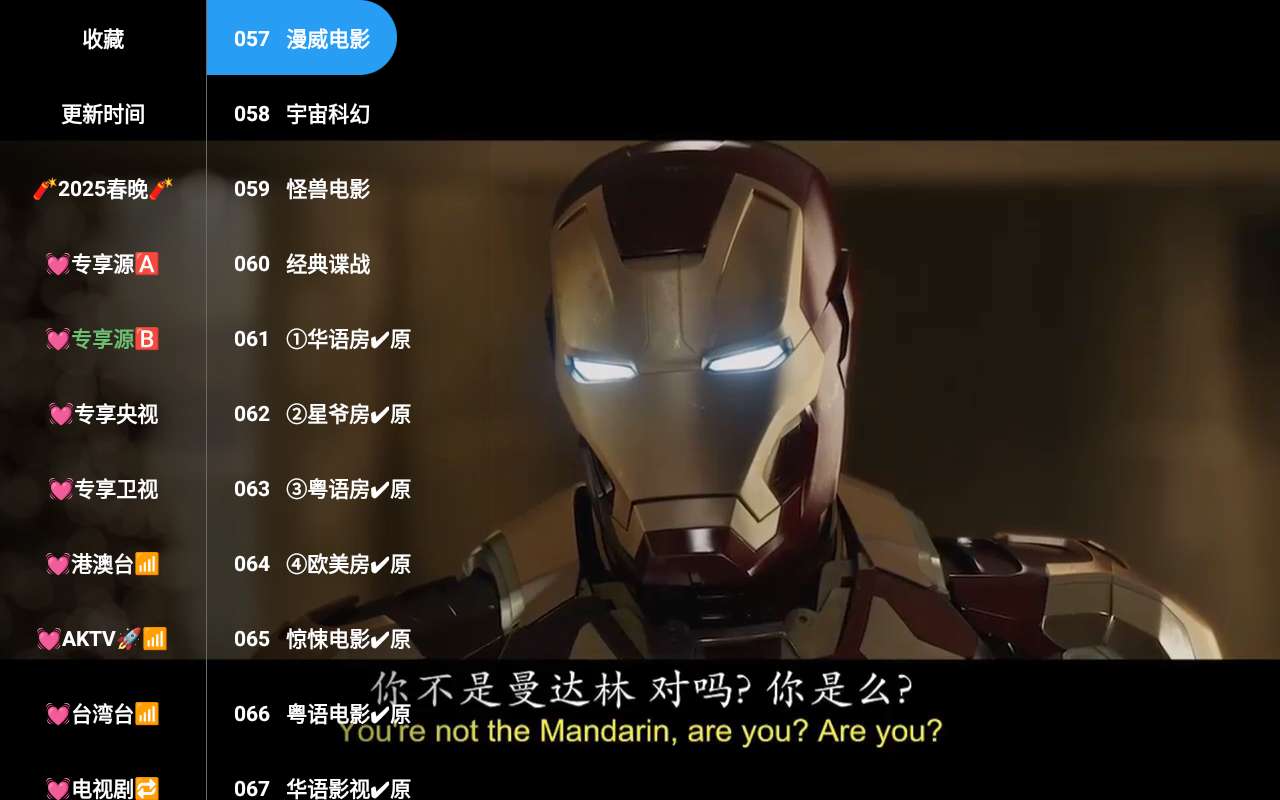 收藏
更新时间
🧨2025春晚🧨
💓专享源🅰
💓专享源🅱
💓专享央视
💓专享卫视
💓港澳台📶
💓AKTV🚀📶
💓台湾台📶
💓电视剧🔁
057 漫威电影
058 宇宙科幻
059 怪兽电影
060 经典谍战
061 ①华语房✔原
062 ②星爷房✔原
063 ③粤语房✔原
064 ④欧美房✔原
065 惊悚电影✔原
066 粤语电影✔原
067 华语影视✔原
你不是曼达林 对吗? 你是么?
You're not the Mandarin, are you? Are you?